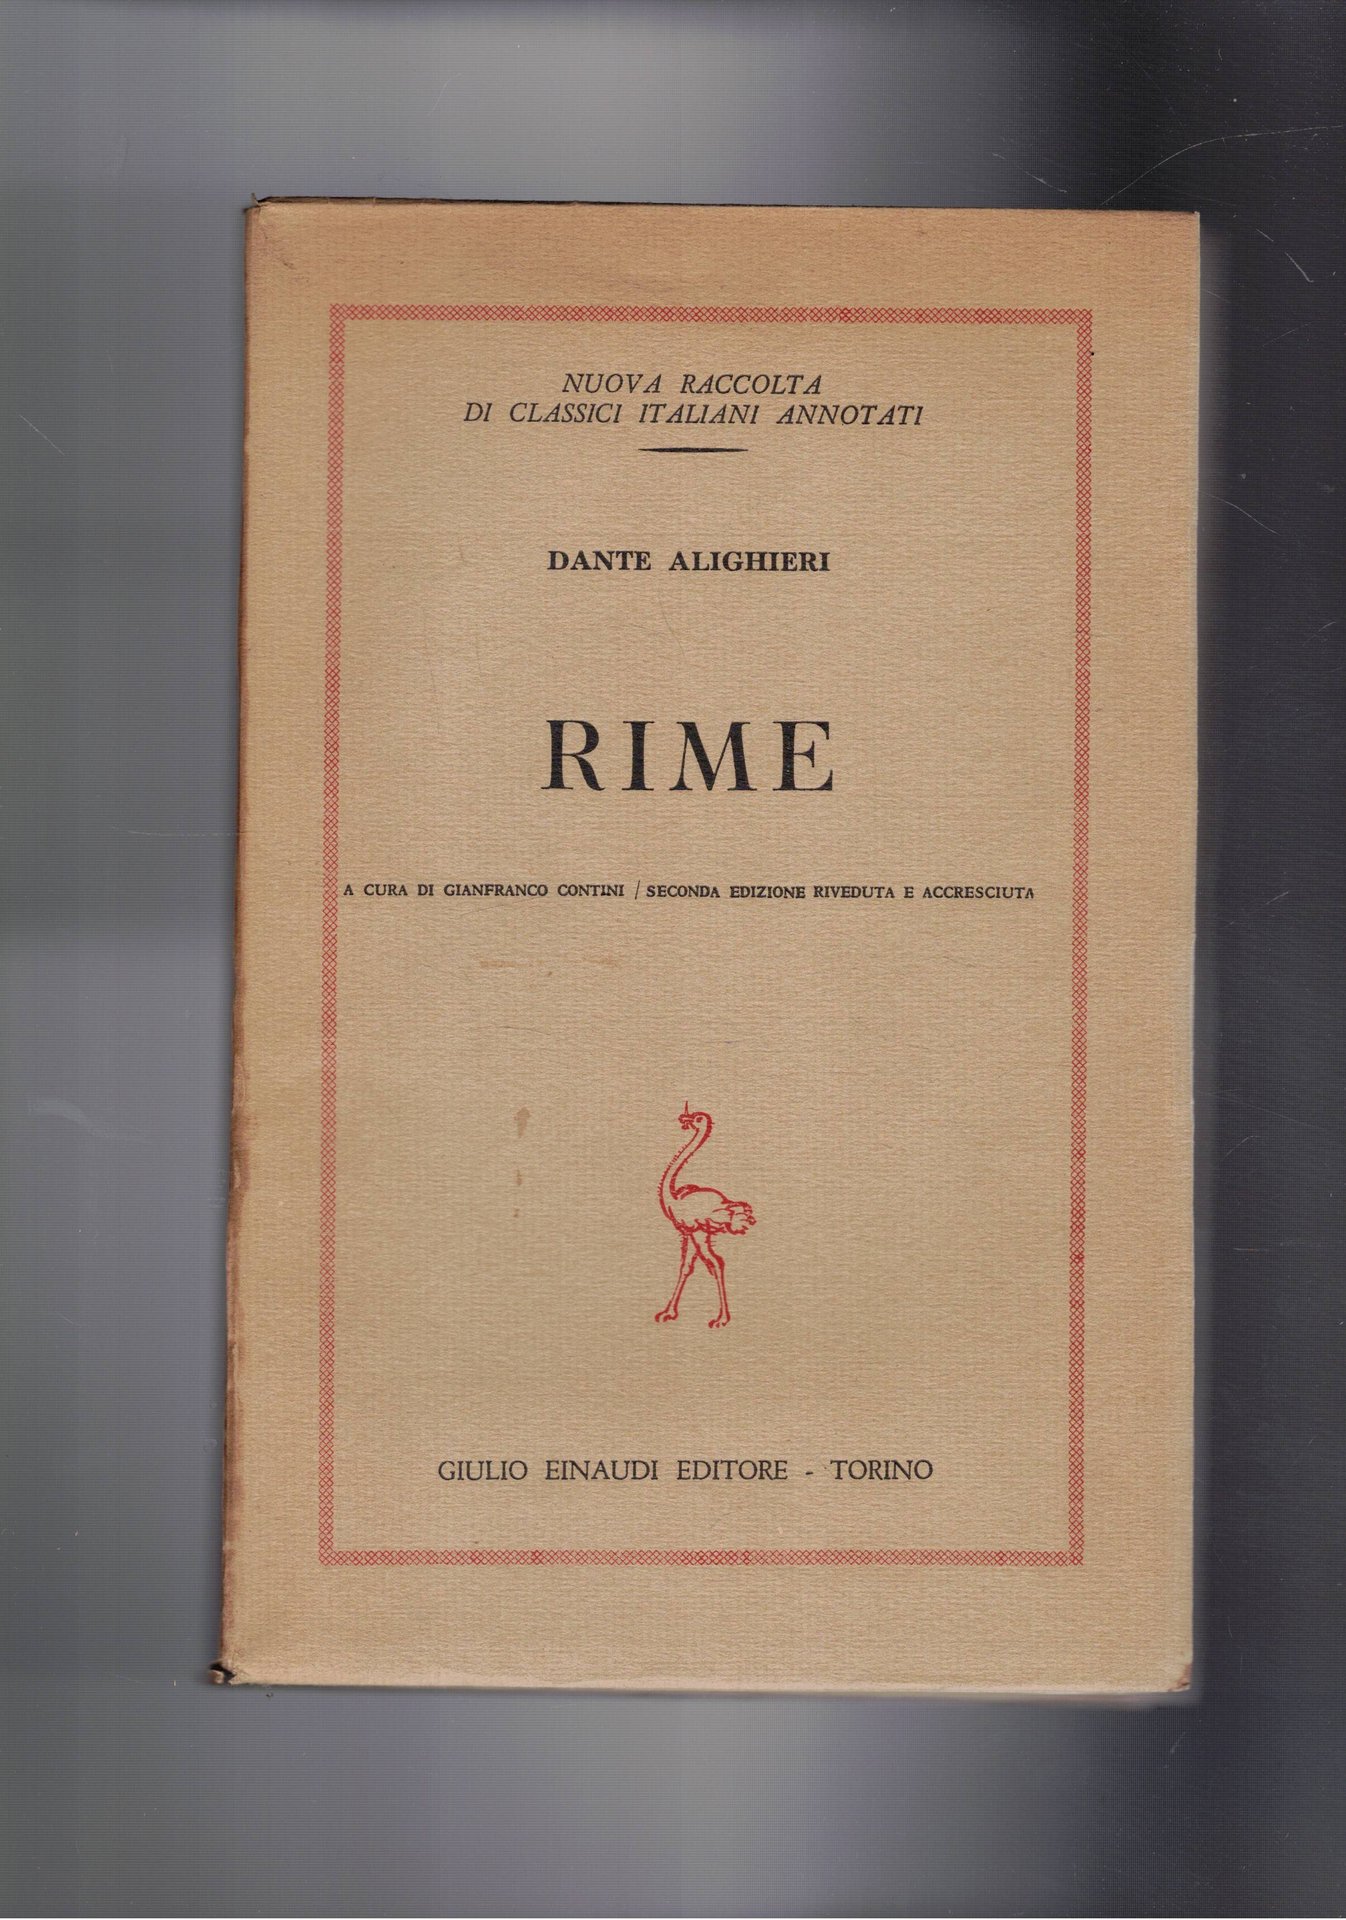 NUOVA RACCOLTA
DI CLASSICI ITALIANI ANNOTATI
DANTE ALIGHIERI
RIME
A CURA DI GIANFRANCO CONTINI / SECONDA EDIZIONE RIVEDUTA E ACCRESCIUTA
GIULIO EINAUDI EDITORE - TORINO